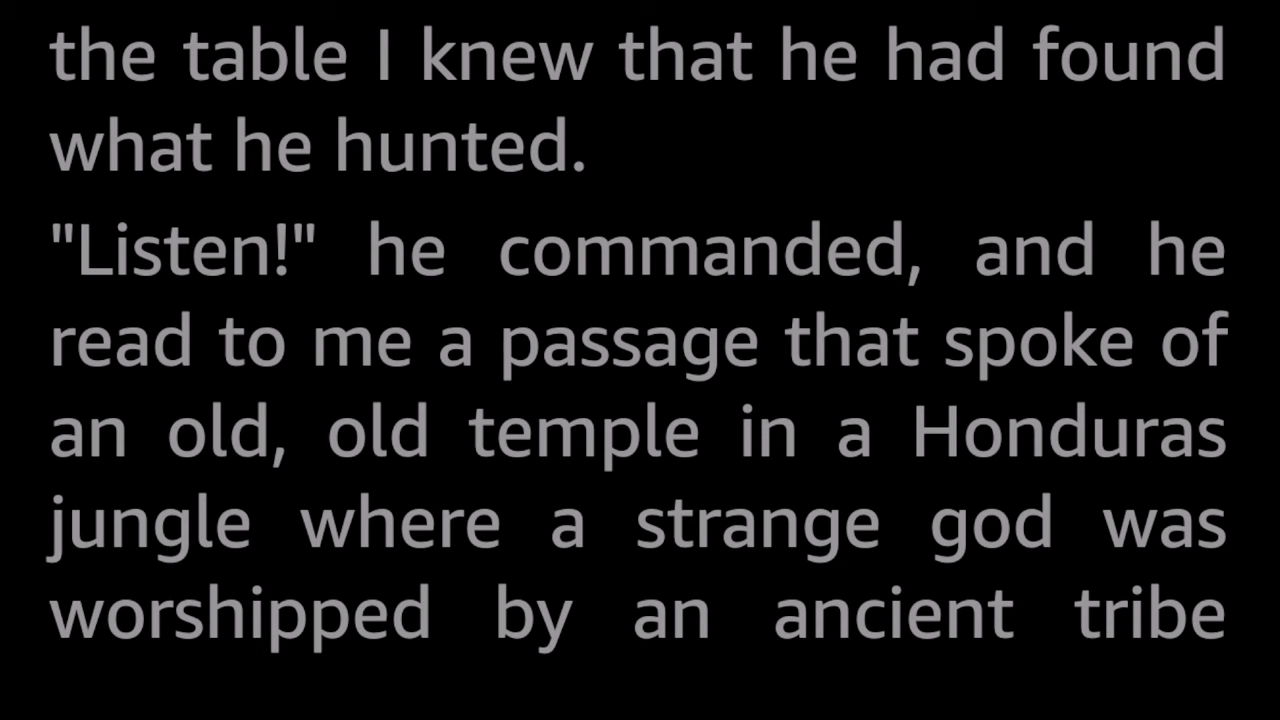 the table I knew that he had found
what he hunted.
"Listen!" he commanded, and he
read to me a passage that spoke of
an old, old temple in a Honduras
jungle where a strange god was
worshipped by an ancient tribe